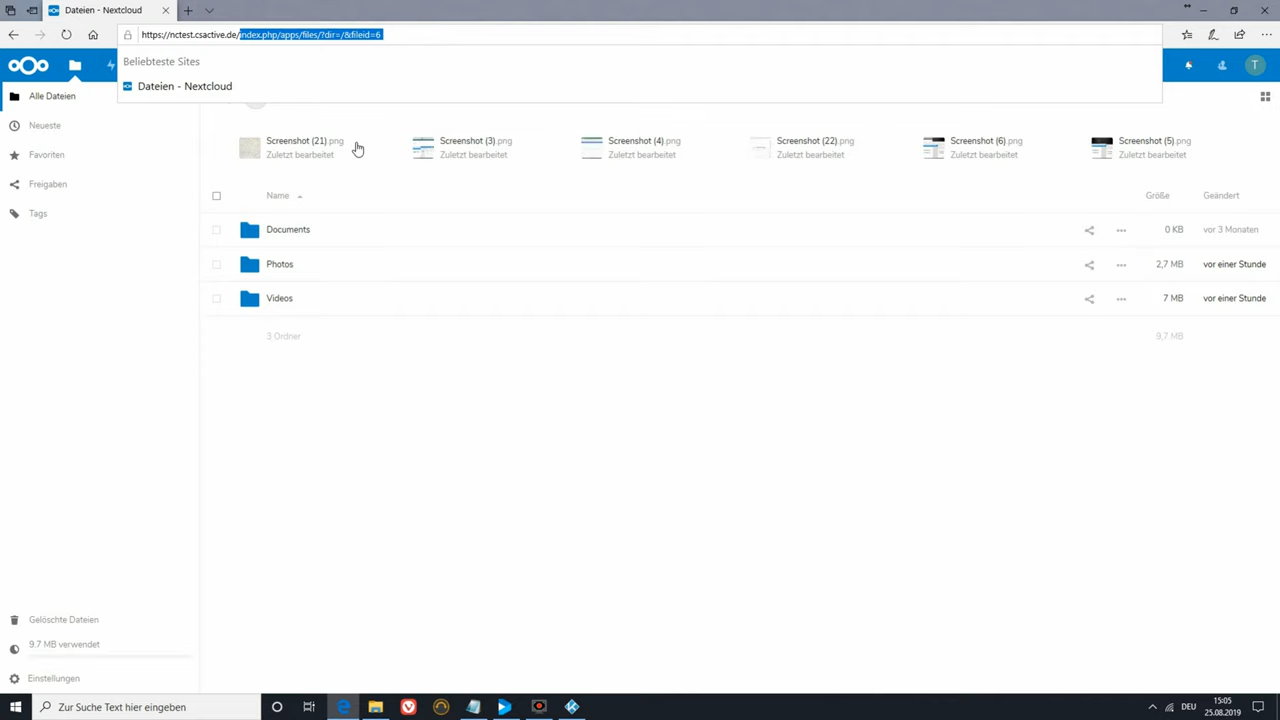 Dateien - Nextcloud
https://nctest.csactive.de/index.php/apps/files/?dir=/&fileid=6
Beliebteste Sites
Dateien - Nextcloud
T
Alle Dateien
Neueste
Favoriten
Freigaben
Tags
Screenshot (21).png
Zuletzt bearbeitet
Screenshot (3).png
Zuletzt bearbeitet
Screenshot (4).png
Zuletzt bearbeitet
Screenshot (22).png
Zuletzt bearbeitet
Screenshot (6).png
Zuletzt bearbeitet
Screenshot (5).png
Zuletzt bearbeitet
Name Größe Geändert
Documents 0 KB vor 3 Monaten
Photos 2,7 MB vor einer Stunde
Videos 7 MB vor einer Stunde
3 Ordner 9,7 MB
Gelöschte Dateien
9.7 MB verwendet
Einstellungen
Zur Suche Text hier eingeben
DEU
15:05
25.08.2019